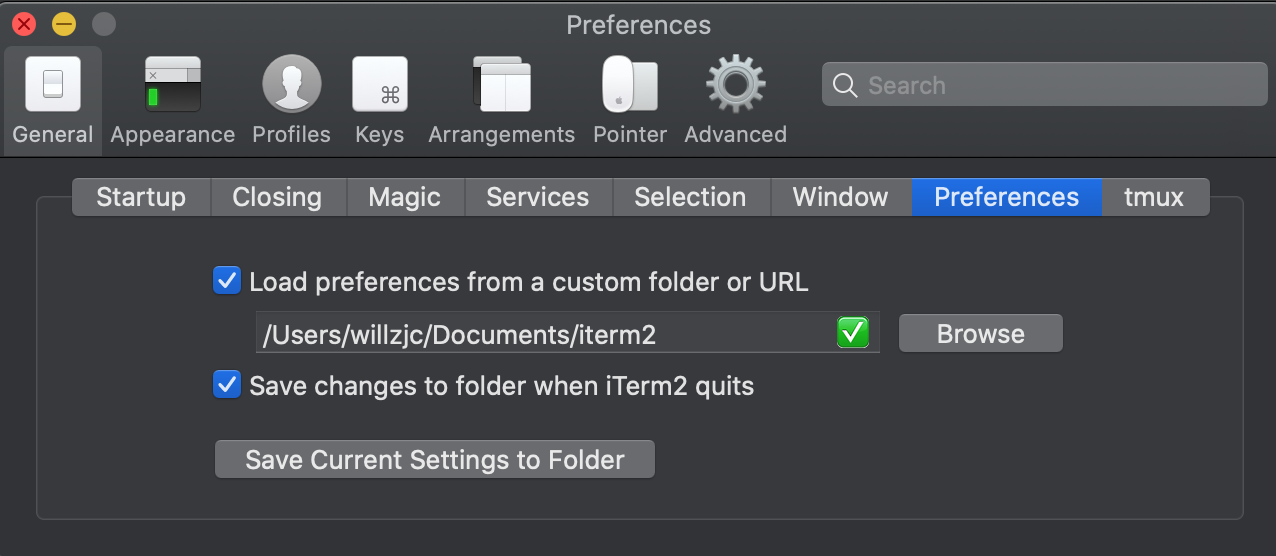 Preferences
General Appearance Profiles Keys Arrangements Pointer Advanced Search
Startup Closing Magic Services Selection Window Preferences tmux
Load preferences from a custom folder or URL
/Users/willzjc/Documents/iterm2 Browse
Save changes to folder when iTerm2 quits
Save Current Settings to Folder